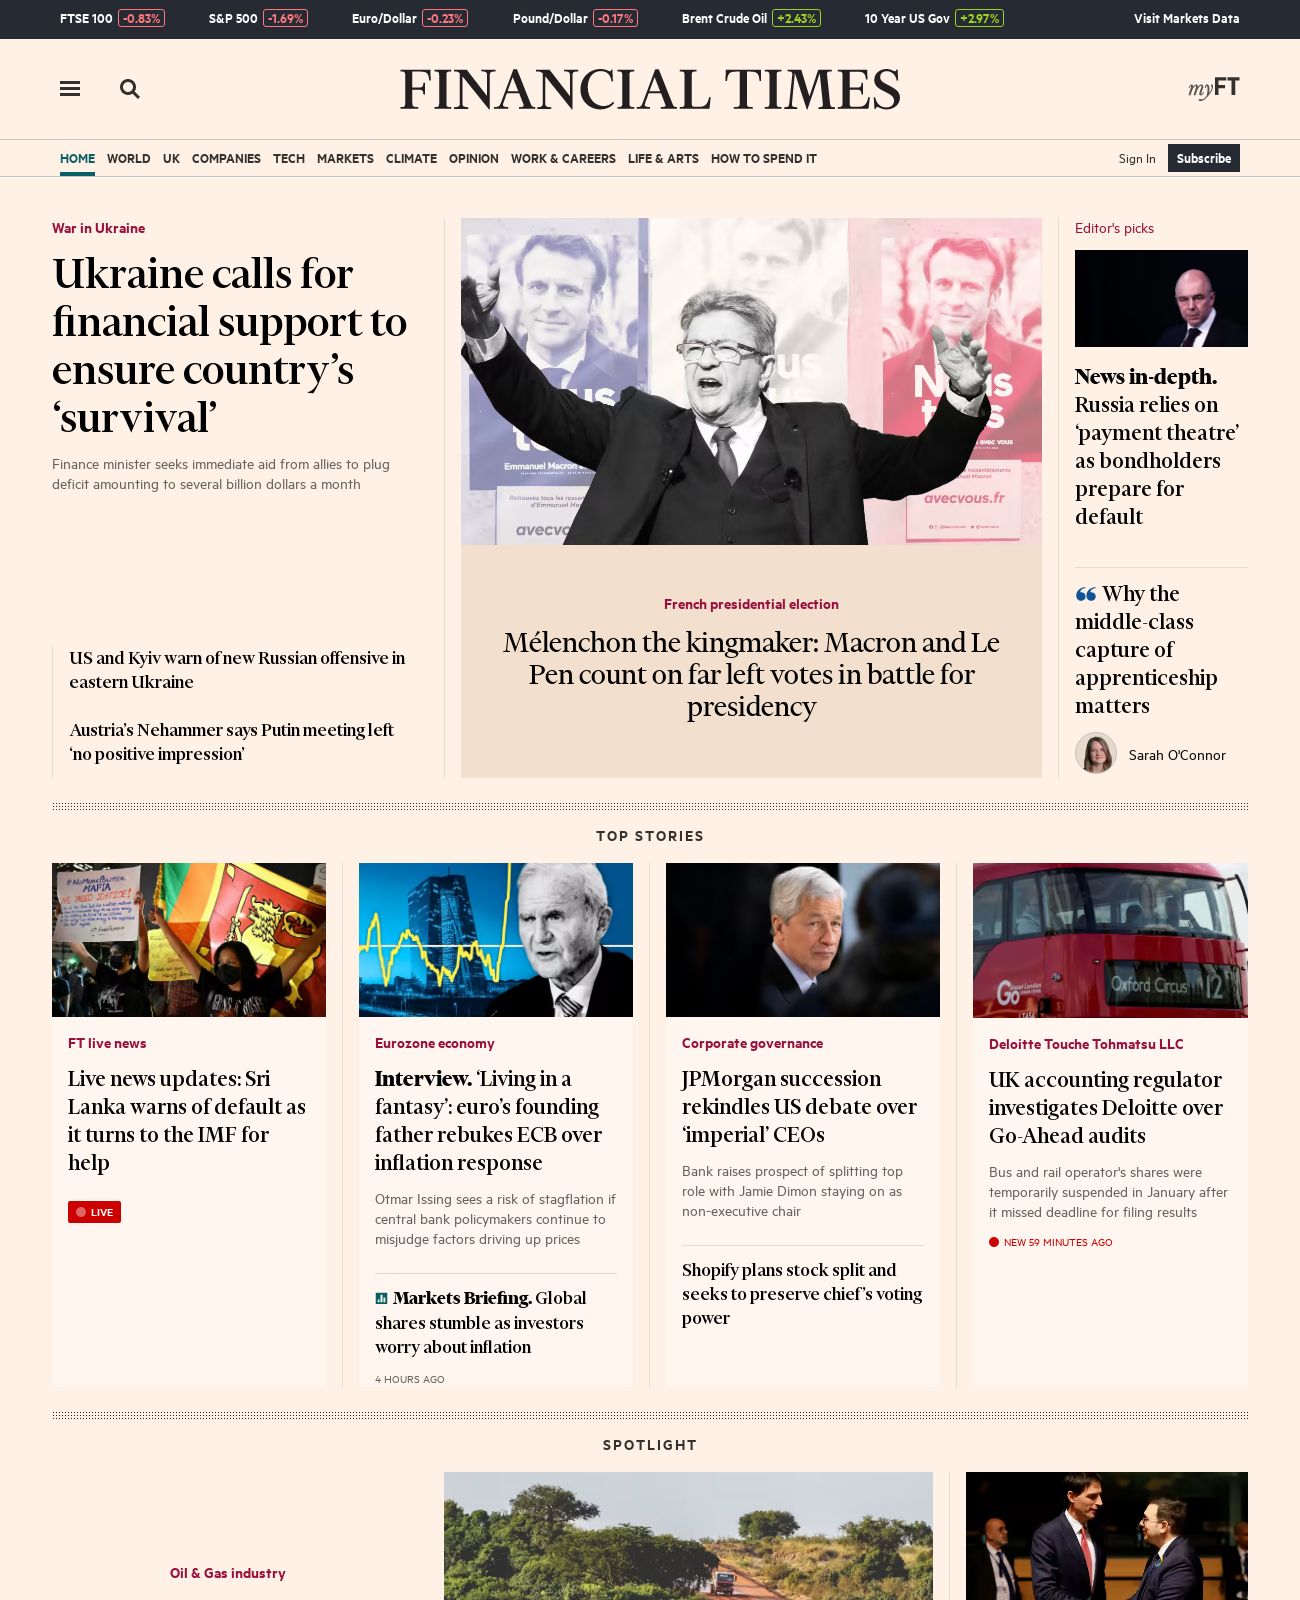 FTSE 100 -0.83% S&P 500 -1.69% Euro/Dollar -0.23% Pound/Dollar -0.17% Brent Crude Oil +2.43% 10 Year US Gov +2.97% Visit Markets Data
FINANCIAL TIMES
myFT
HOME WORLD UK COMPANIES TECH MARKETS CLIMATE OPINION WORK & CAREERS LIFE & ARTS HOW TO SPEND IT Sign In Subscribe
War in Ukraine
Ukraine calls for
financial support to
ensure country’s
‘survival’
Finance minister seeks immediate aid from allies to plug
deficit amounting to several billion dollars a month
US and Kyiv warn of new Russian offensive in
eastern Ukraine
Austria’s Nehammer says Putin meeting left
‘no positive impression’
Emmanuel Macron
avec vous
avecvous.fr
French presidential election
Mélenchon the kingmaker: Macron and Le
Pen count on far left votes in battle for
presidency
Editor's picks
News in-depth.
Russia relies on
‘payment theatre’
as bondholders
prepare for
default
Why the
middle-class
capture of
apprenticeship
matters
Sarah O'Connor
TOP STORIES
MAFIA
WE NEED JUSTICE!
FT live news
Live news updates: Sri
Lanka warns of default as
it turns to the IMF for
help
LIVE
Eurozone economy
Interview. ‘Living in a
fantasy’: euro’s founding
father rebukes ECB over
inflation response
Otmar Issing sees a risk of stagflation if
central bank policymakers continue to
misjudge factors driving up prices
Markets Briefing. Global
shares stumble as investors
worry about inflation
4 HOURS AGO
Corporate governance
JPMorgan succession
rekindles US debate over
‘imperial’ CEOs
Bank raises prospect of splitting top
role with Jamie Dimon staying on as
non-executive chair
Shopify plans stock split and
seeks to preserve chief’s voting
power
Oxford Circus 12
Go
Deloitte Touche Tohmatsu LLC
UK accounting regulator
investigates Deloitte over
Go-Ahead audits
Bus and rail operator's shares were
temporarily suspended in January after
it missed deadline for filing results
NEW 59 MINUTES AGO
SPOTLIGHT
Oil & Gas industry